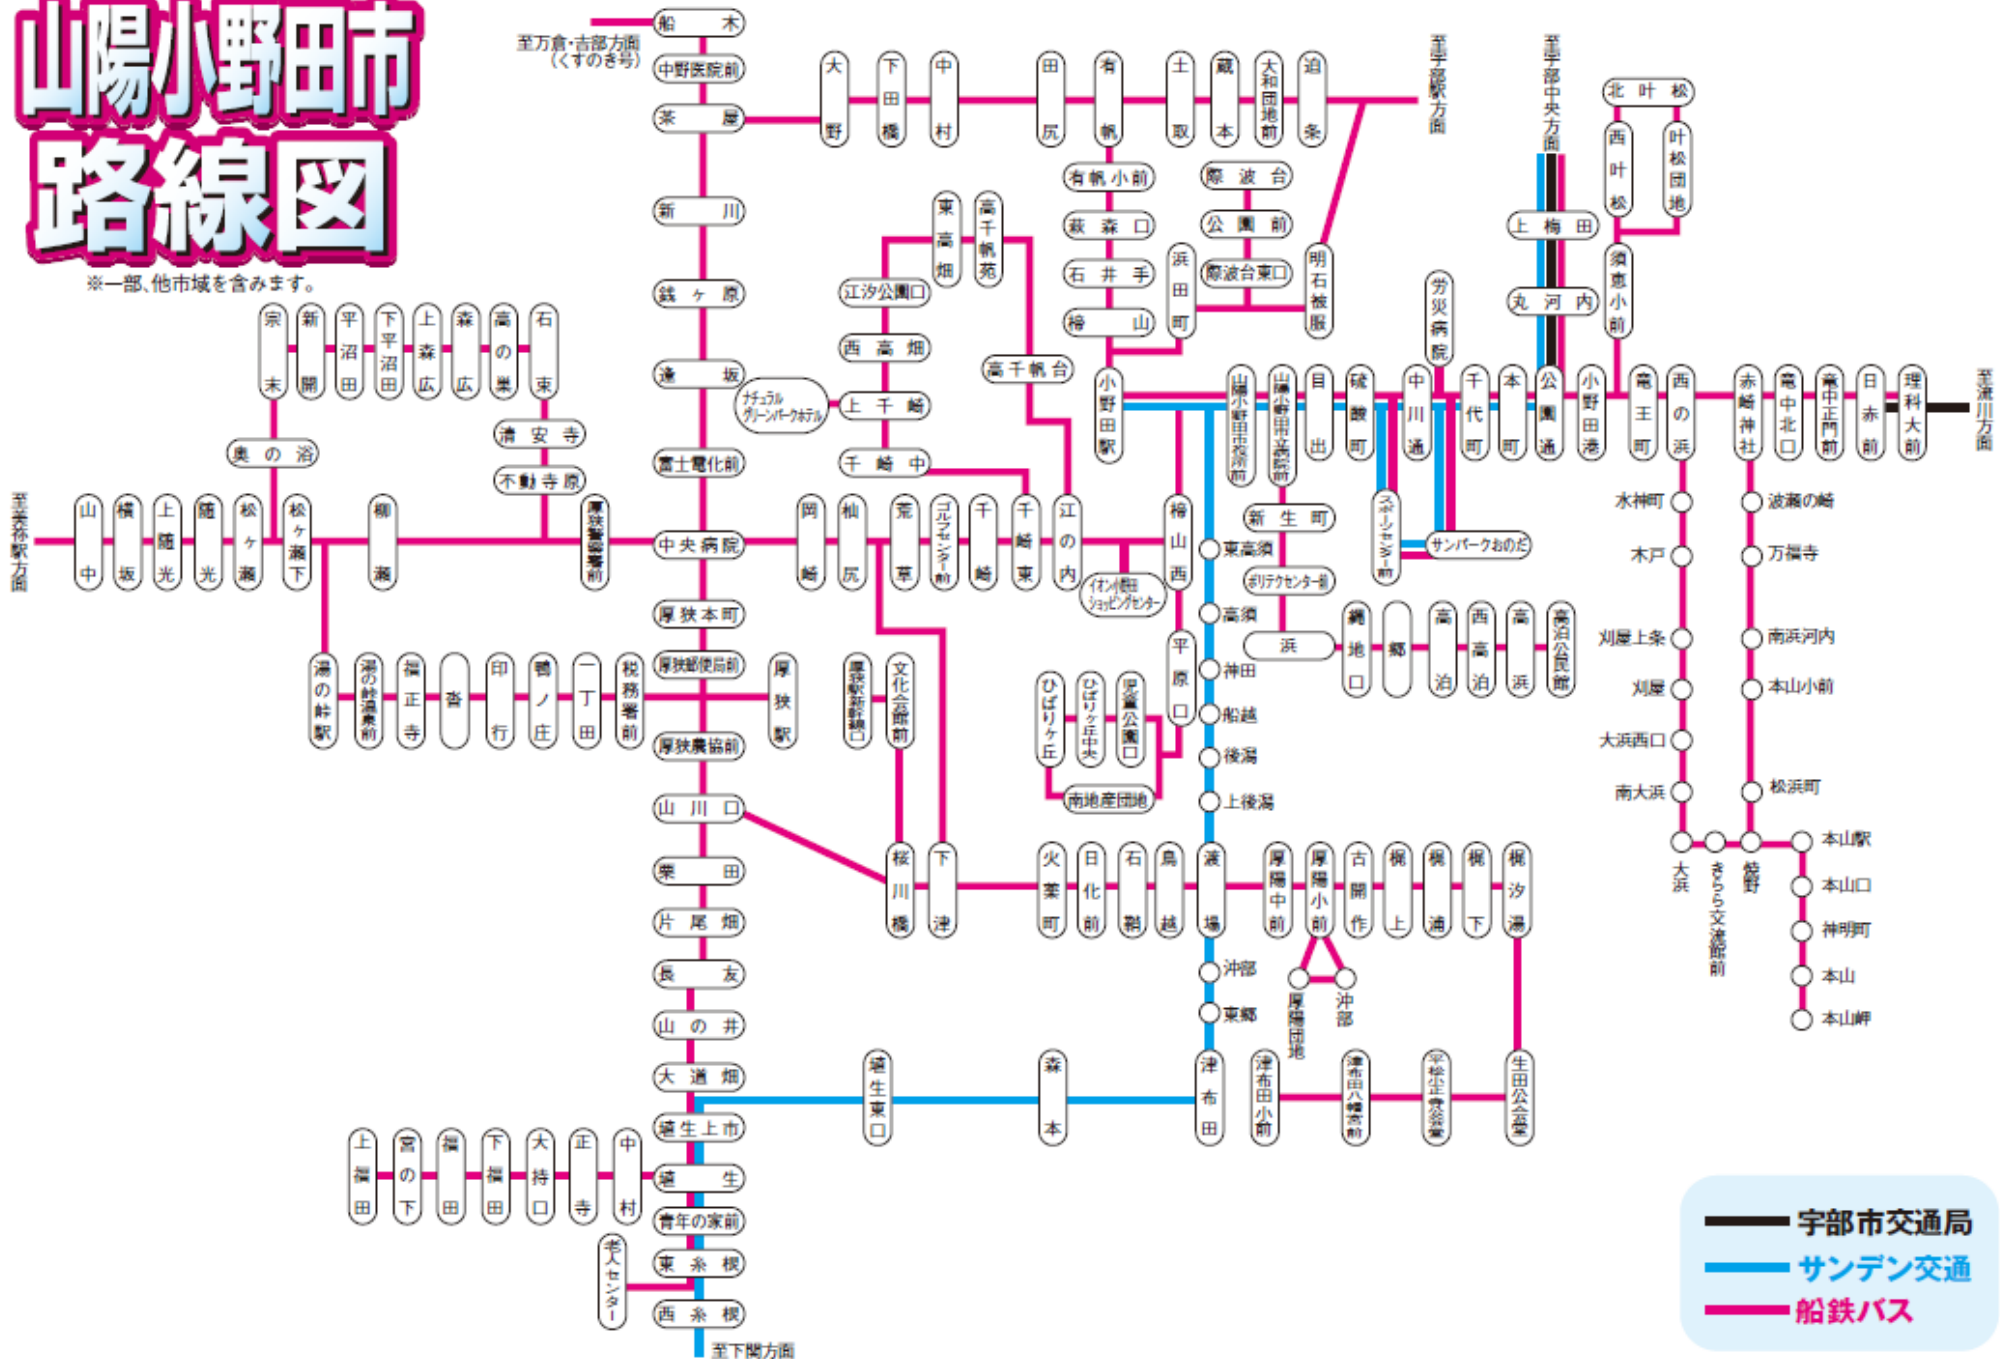 山陽小野田市
路線図
※一部、他市域を含みます。
至万倉・吉部方面
(くすのき号)
船木
中野医院前
茶屋
新川
銭ヶ原
逢坂
富士電化前
中央病院
厚狭本町
厚狭郵便局前
厚狭農協前
山川口
栗田
片尾畑
長友
山の井
大道畑
埴生上市
埴生
青年の家前
東糸根
西糸根
至下関方面
大野
下田橋
中村
田尻
有帆
土取
蔵本
大和団地前
迫条
至宇部駅方面
有帆小前
萩森口
石井手
楴山
際波台
公園前
際波台東口
浜田町
明石被服
東高畑
高千帆苑
江汐公園口
西高畑
上千崎
千崎中
高千帆台
ナチュラル
グリーンパークホテル
宗末
新開
平沼田
下平沼田
上森広
森広
高の巣
石束
清安寺
不動寺原
奥の浴
至美祢駅方面
山中
横坂
上随光
随光
松ヶ瀬
松ヶ瀬下
柳瀬
厚狭警察署前
岡崎
杣尻
荒草
ゴルフセンター前
千崎
千崎東
江の内
イオン小野田
ショッピングセンター
楴山西
平原口
湯の峠駅
湯の峠温泉前
福正寺
沓
印行
鴨ノ庄
一丁田
税務署前
厚狭駅
厚狭駅新幹線口
文化会館前
ひばりヶ丘
ひばりヶ丘中央
児童公園口
南地産団地
小野田駅
山陽小野田市役所前
山陽小野田市立病院前
目出
硫酸町
中川通
労災病院
千代町
本町
公園通
小野田港
竜王町
西の浜
赤崎神社
竜中北口
竜中正門前
日赤前
理科大前
至流川方面
至宇部中央方面
上梅田
丸河内
北叶松
西叶松
叶松団地
須恵小前
スポーツセンター前
サンパークおのだ
新生町
ポリテクセンター前
浜
縄地口
郷
高泊
西高泊
高浜
高泊公民館
東高須
高須
神田
船越
後潟
上後潟
水神町
木戸
刈屋上条
刈屋
大浜西口
南大浜
大浜
きらら交流館前
焼野
波瀬の崎
万福寺
南浜河内
本山小前
松浜町
本山駅
本山口
神明町
本山
本山岬
桜川橋
下津
火薬町
日化前
石鞘
鳥越
渡場
厚陽中前
厚陽小前
古開作
梶上
梶浦
梶下
梶汐湯
沖部
東郷
厚陽団地
沖部
埴生東口
森本
津布田
津布田小前
津布田八幡宮前
生田公会堂
上福田
宮の下
福田
下福田
大持口
正寺
中村
老人センター
宇部市交通局
サンデン交通
船鉄バス